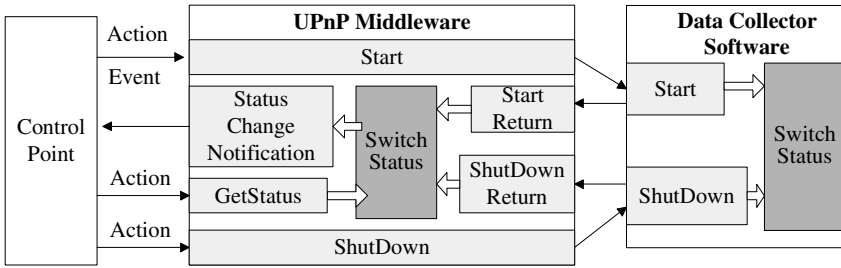 UPnP Middleware
Data Collector
Software
Control
Point
Action
Event
Action
Action
Start
Status
Change
Notification
Switch
Status
Start
Return
GetStatus
ShutDown
Return
ShutDown
Start
ShutDown
Switch
Status